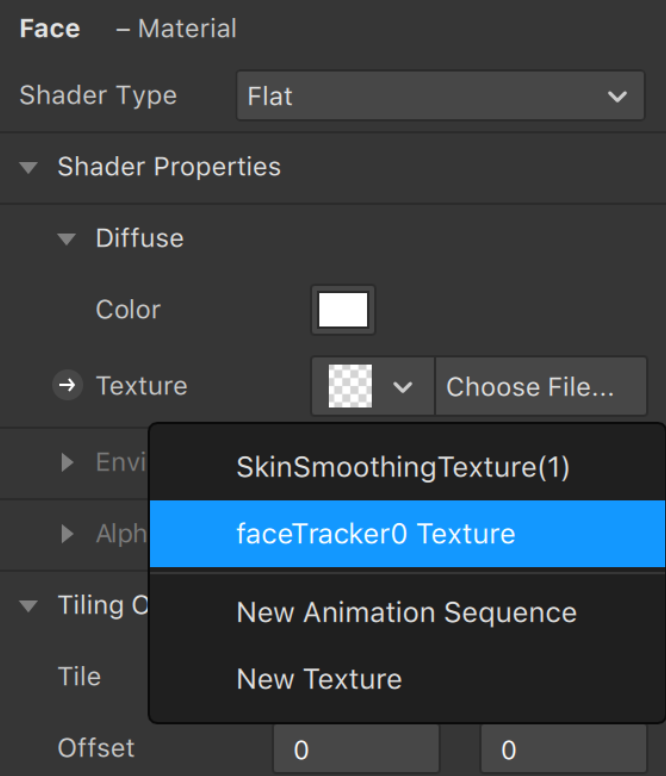 Face – Material
Shader Type Flat
Shader Properties
Diffuse
Color
Texture Choose File...
SkinSmoothingTexture(1)
Envi
faceTracker0 Texture
Alph
New Animation Sequence
Tiling O
New Texture
Tile
Offset 0 0